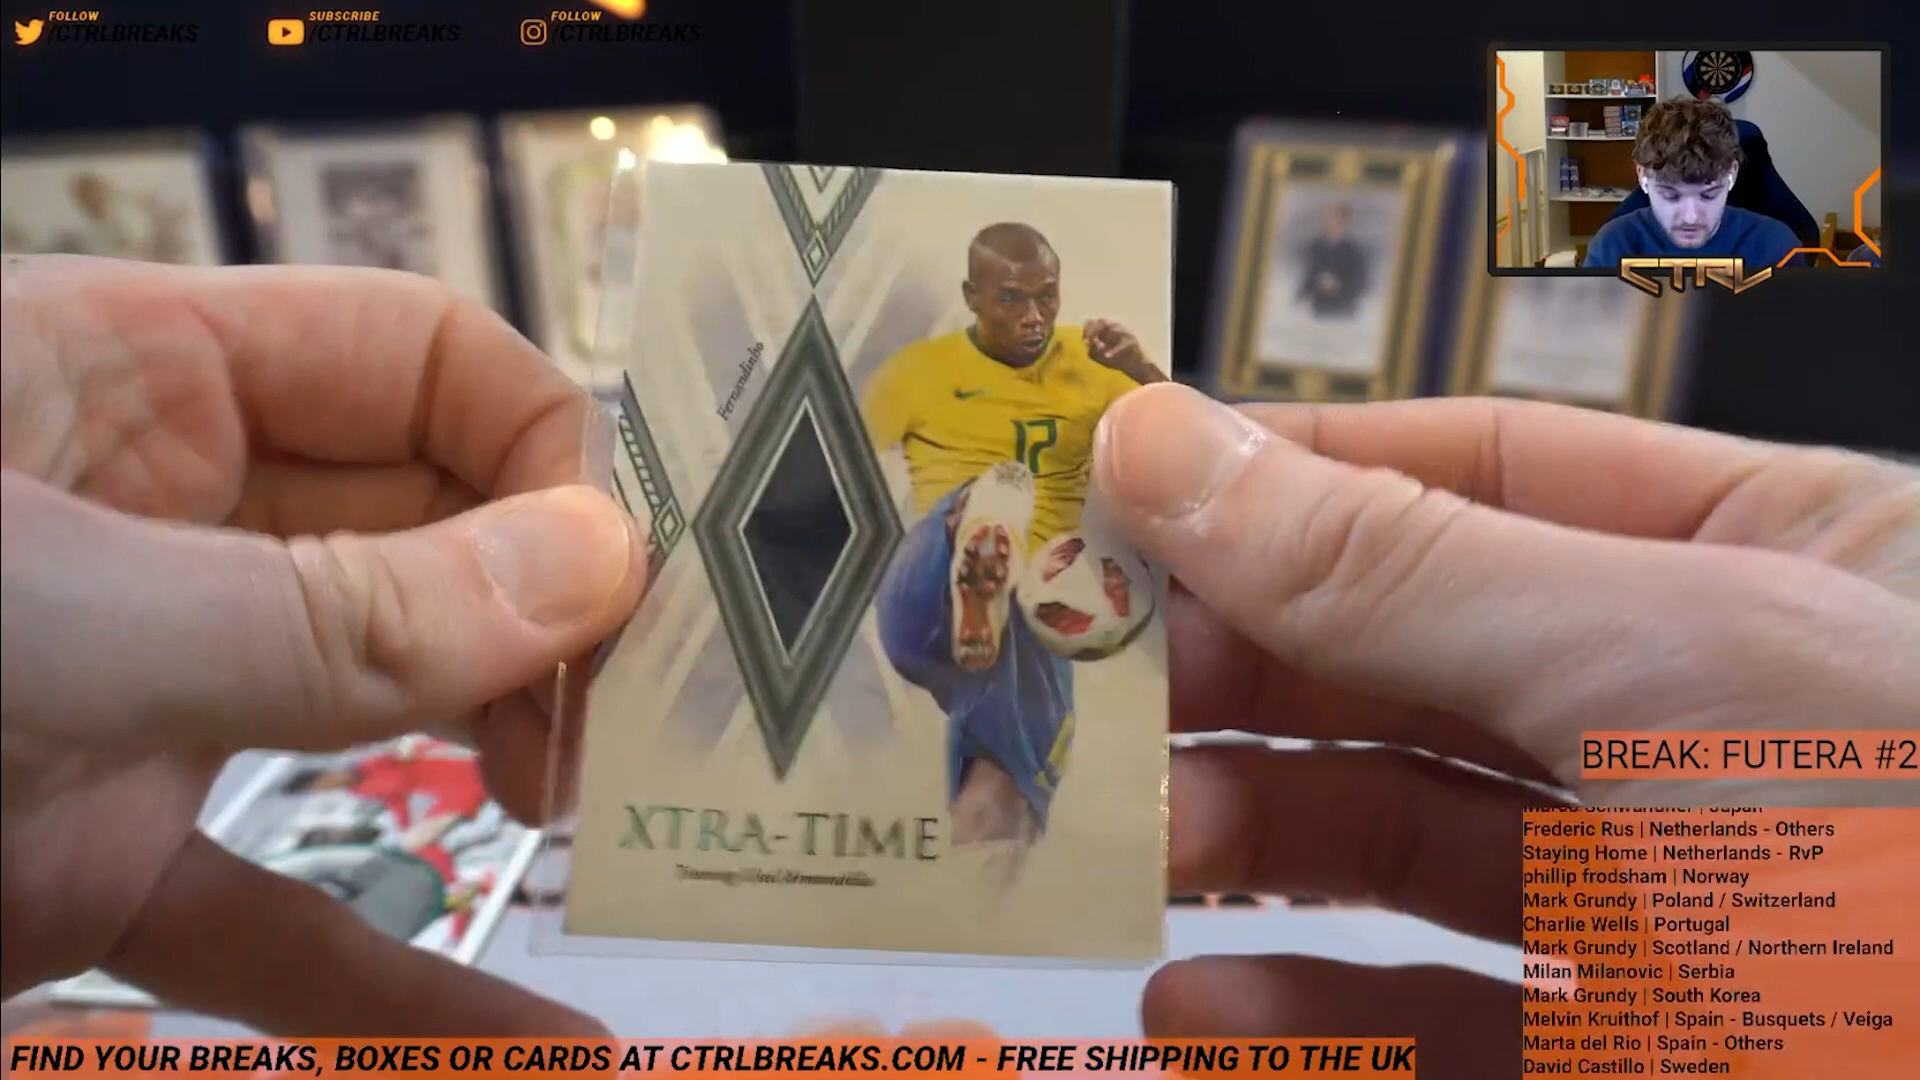 FOLLOW
/CTRLBREAKS
SUBSCRIBE
/CTRLBREAKS
FOLLOW
/CTRLBREAKS
CTRL
Fernandinho
12
XTRA-TIME
BREAK: FUTERA #2
Frederic Rus | Netherlands - Others
Staying Home | Netherlands - RvP
phillip frodsham | Norway
Mark Grundy | Poland / Switzerland
Charlie Wells | Portugal
Mark Grundy | Scotland / Northern Ireland
Milan Milanovic | Serbia
Mark Grundy | South Korea
Melvin Kruithof | Spain - Busquets / Veiga
Marta del Rio | Spain - Others
David Castillo | Sweden
FIND YOUR BREAKS, BOXES OR CARDS AT CTRLBREAKS.COM - FREE SHIPPING TO THE UK